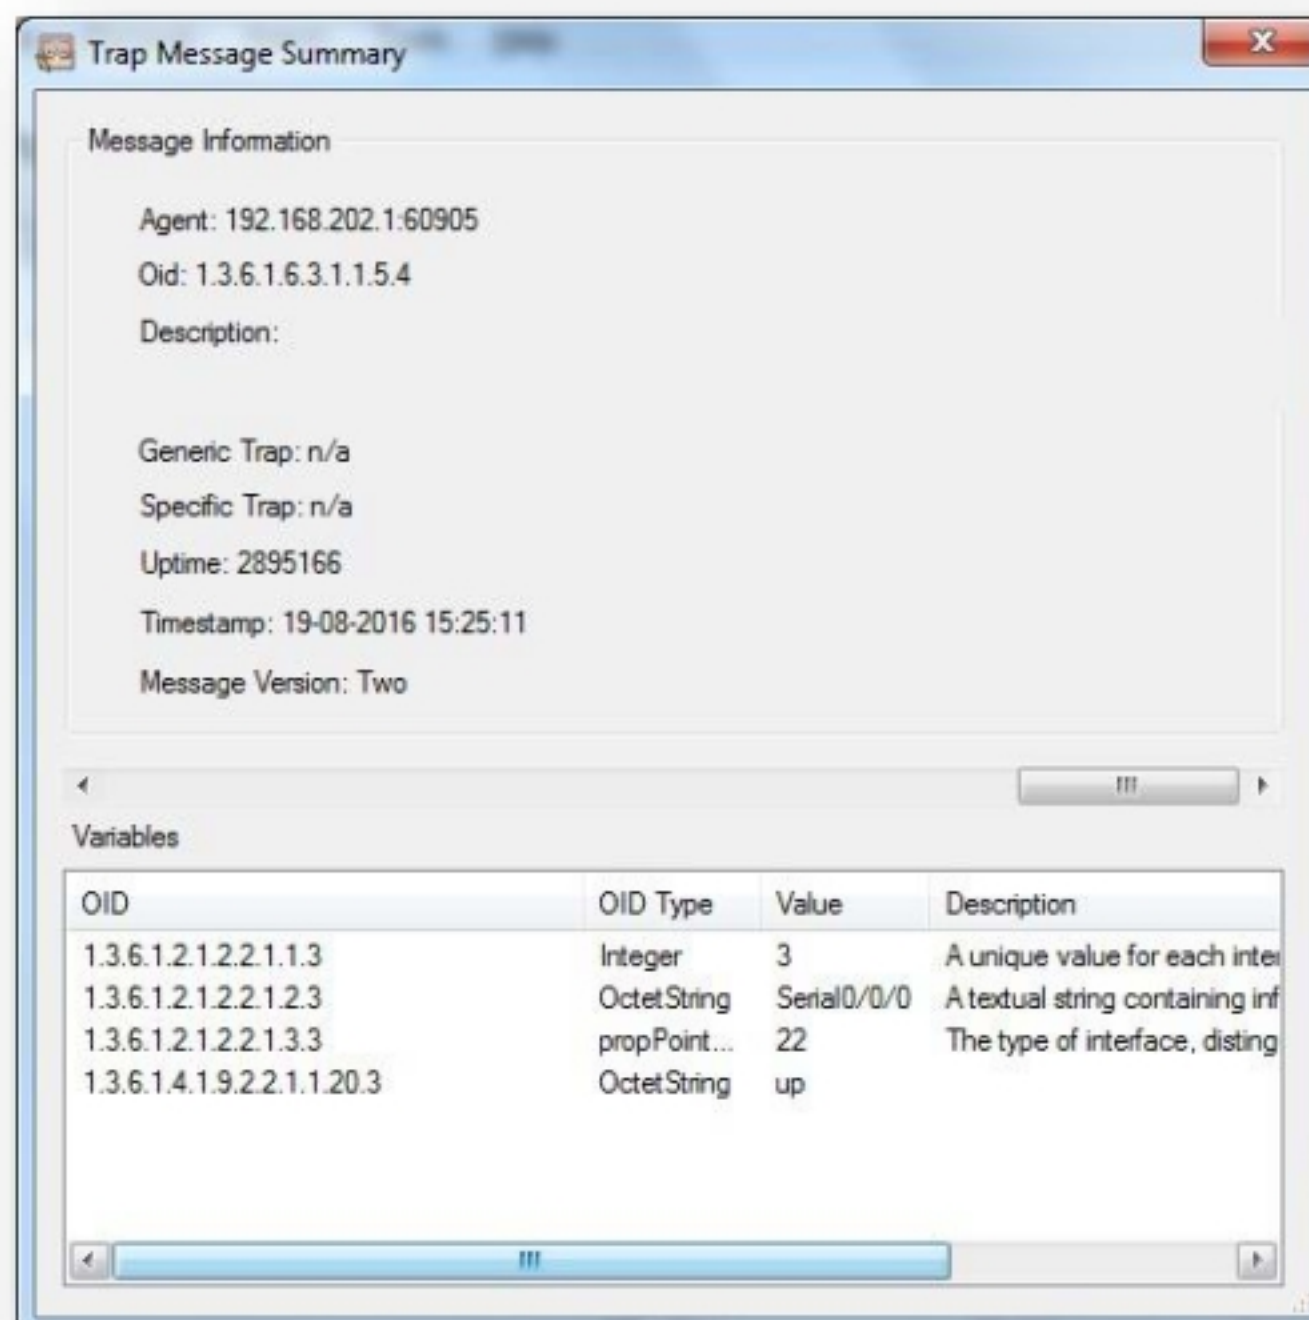 Trap Message Summary
Message Information
Agent: 192.168.202.1:60905
Oid: 1.3.6.1.6.3.1.1.5.4
Description:
Generic Trap: n/a
Specific Trap: n/a
Uptime: 2895166
Timestamp: 19-08-2016 15:25:11
Message Version: Two
Variables
OID OID Type Value Description
1.3.6.1.2.1.2.2.1.1.3 Integer 3 A unique value for each inter
1.3.6.1.2.1.2.2.1.2.3 OctetString Serial0/0/0 A textual string containing inf
1.3.6.1.2.1.2.2.1.3.3 propPoint... 22 The type of interface, disting
1.3.6.1.4.1.9.2.2.1.1.20.3 OctetString up